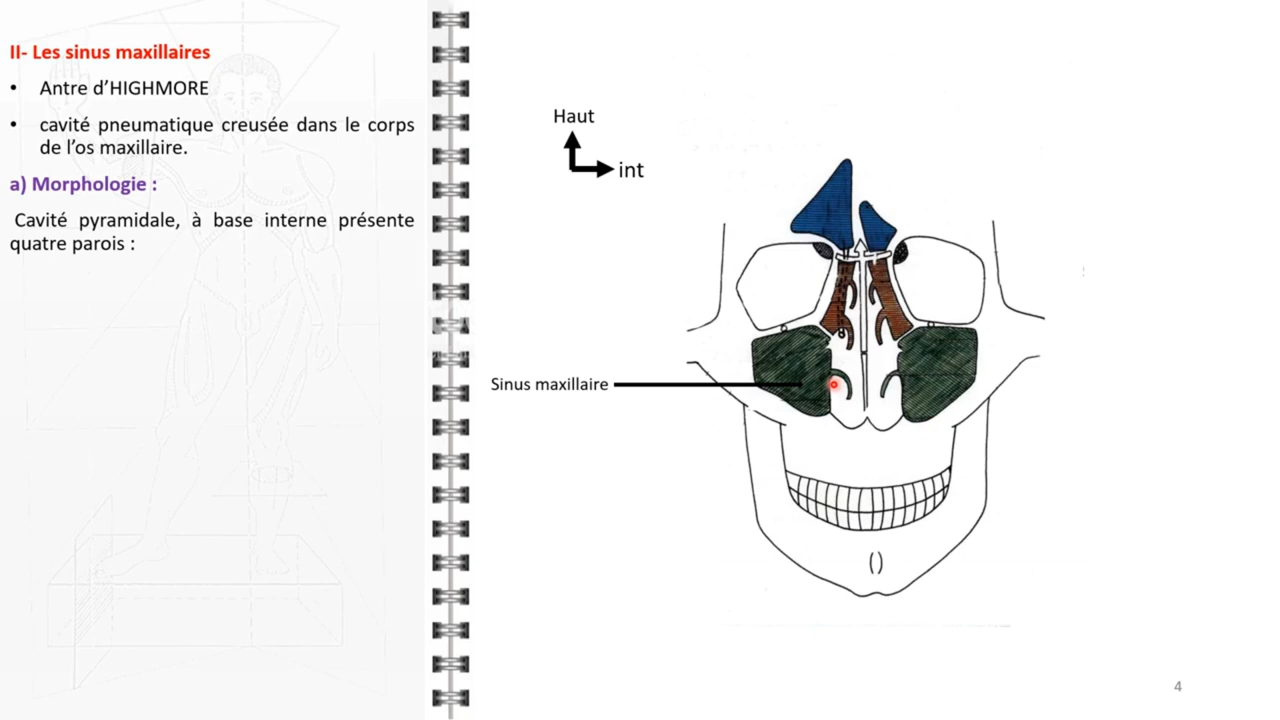 II- Les sinus maxillaires
• Antre d’HIGHMORE
• cavité pneumatique creusée dans le corps
de l’os maxillaire.
a) Morphologie :
Cavité pyramidale, à base interne présente
quatre parois :
Haut
int
Sinus maxillaire
4